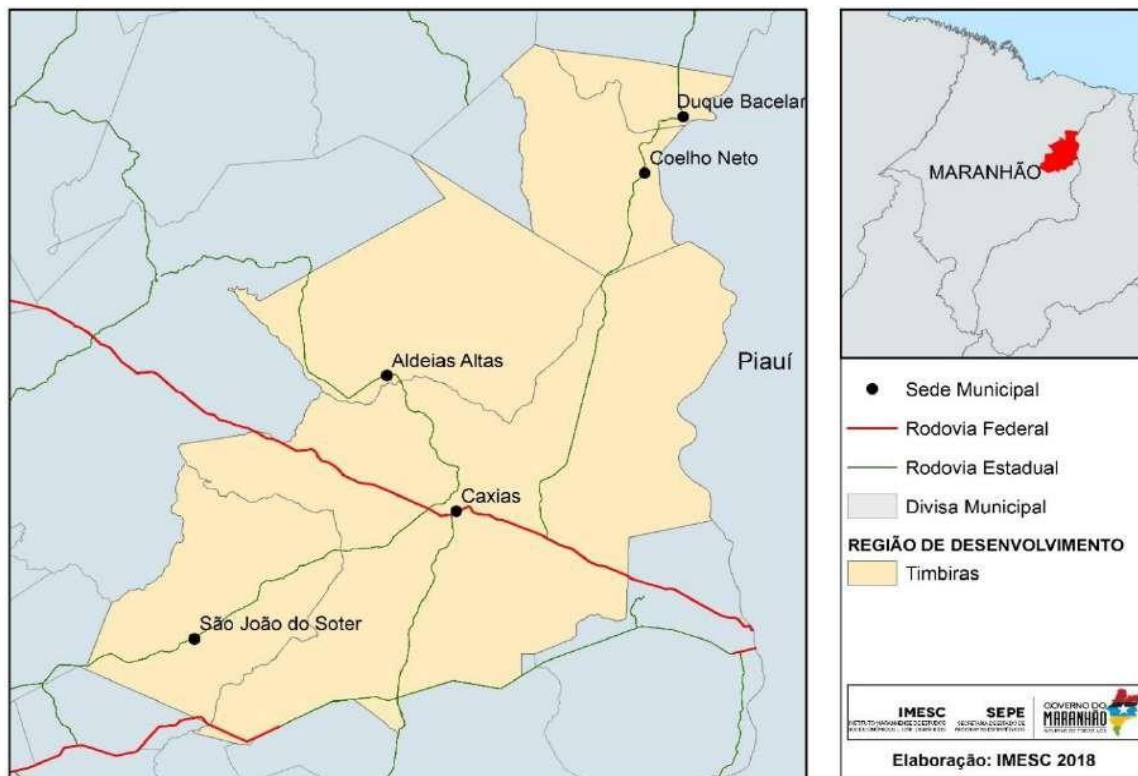 Duque Bacelar
Coelho Neto
Aldeias Altas
Piauí
Caxias
São João do Soter
MARANHÃO
Sede Municipal
Rodovia Federal
Rodovia Estadual
Divisa Municipal
REGIÃO DE DESENVOLVIMENTO
Timbiras
IMESC
SEPE
GOVERNO DO
MARANHÃO
Elaboração: IMESC 2018